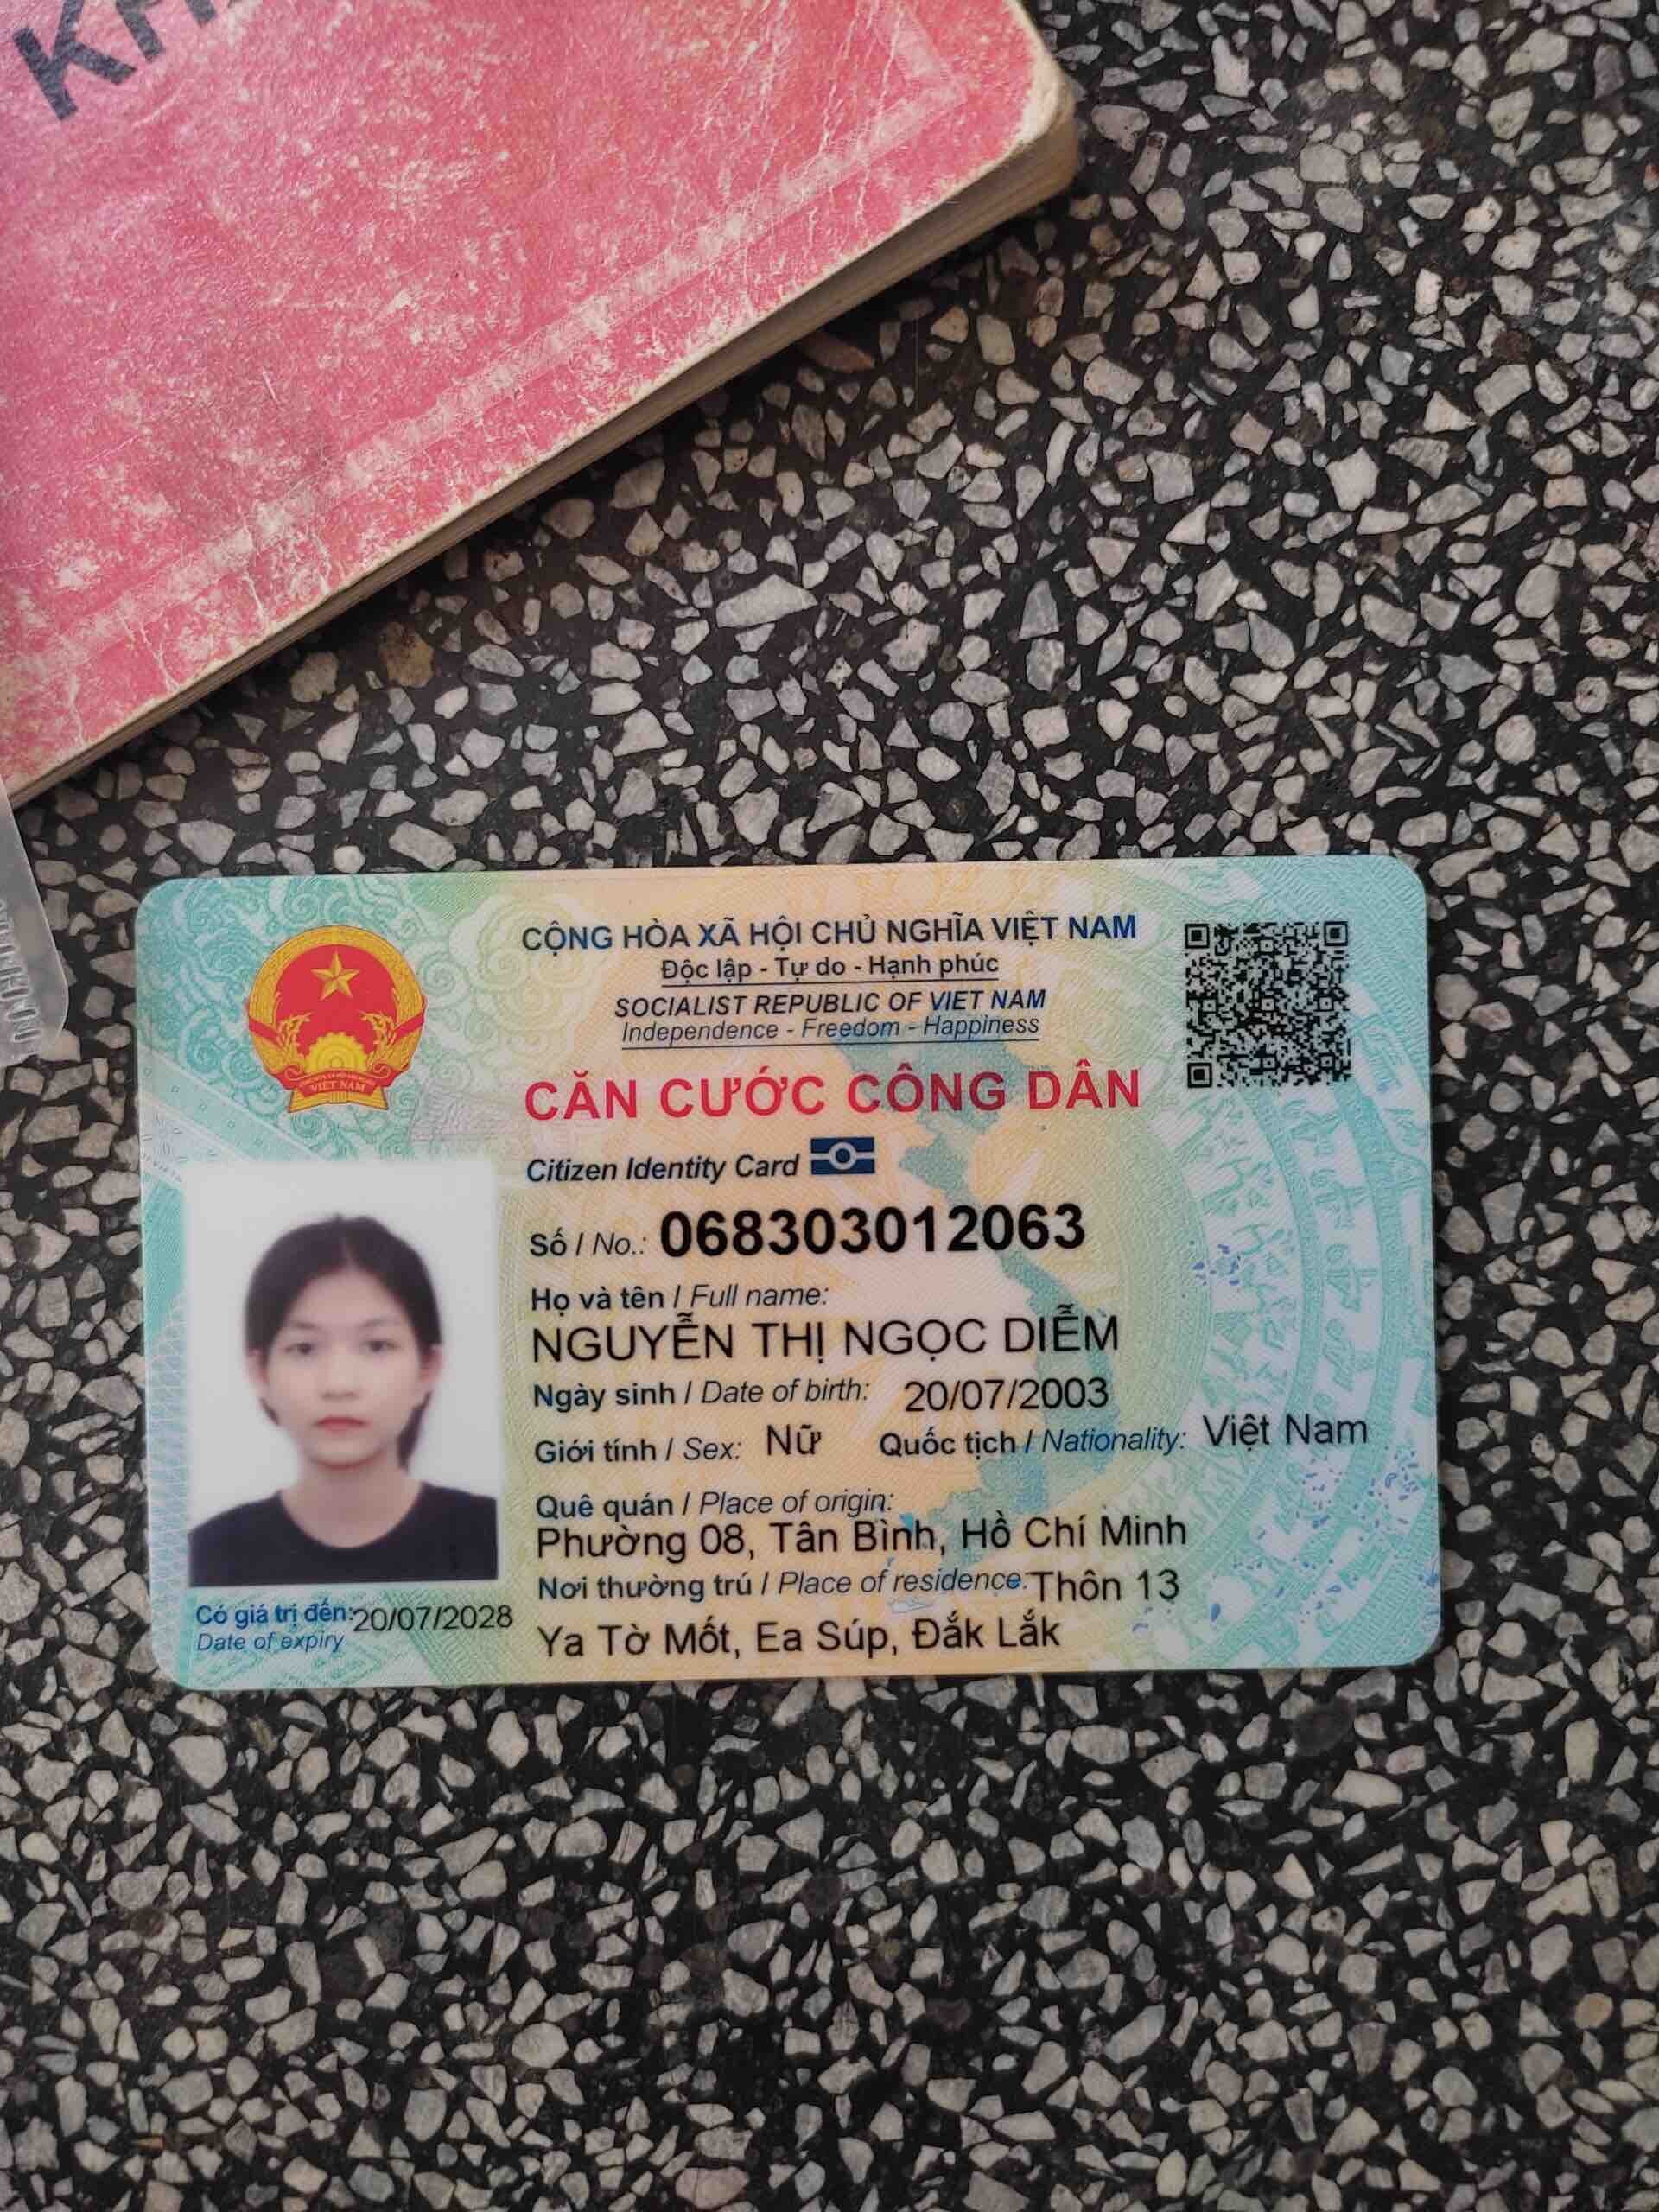 CỘNG HÒA XÃ HỘI CHỦ NGHĨA VIỆT NAM
Độc lập - Tự do - Hạnh phúc
SOCIALIST REPUBLIC OF VIET NAM
Independence - Freedom - Happiness
CĂN CƯỚC CÔNG DÂN
Citizen Identity Card
Số / No.: 068303012063
Họ và tên / Full name:
NGUYỄN THỊ NGỌC DIỄM
Ngày sinh / Date of birth: 20/07/2003
Giới tính / Sex: Nữ Quốc tịch / Nationality: Việt Nam
Quê quán / Place of origin:
Phường 08, Tân Bình, Hồ Chí Minh
Nơi thường trú / Place of residence: Thôn 13
Ya Tờ Mốt, Ea Súp, Đắk Lắk
Có giá trị đến: 20/07/2028
Date of expiry
VIỆT NAM